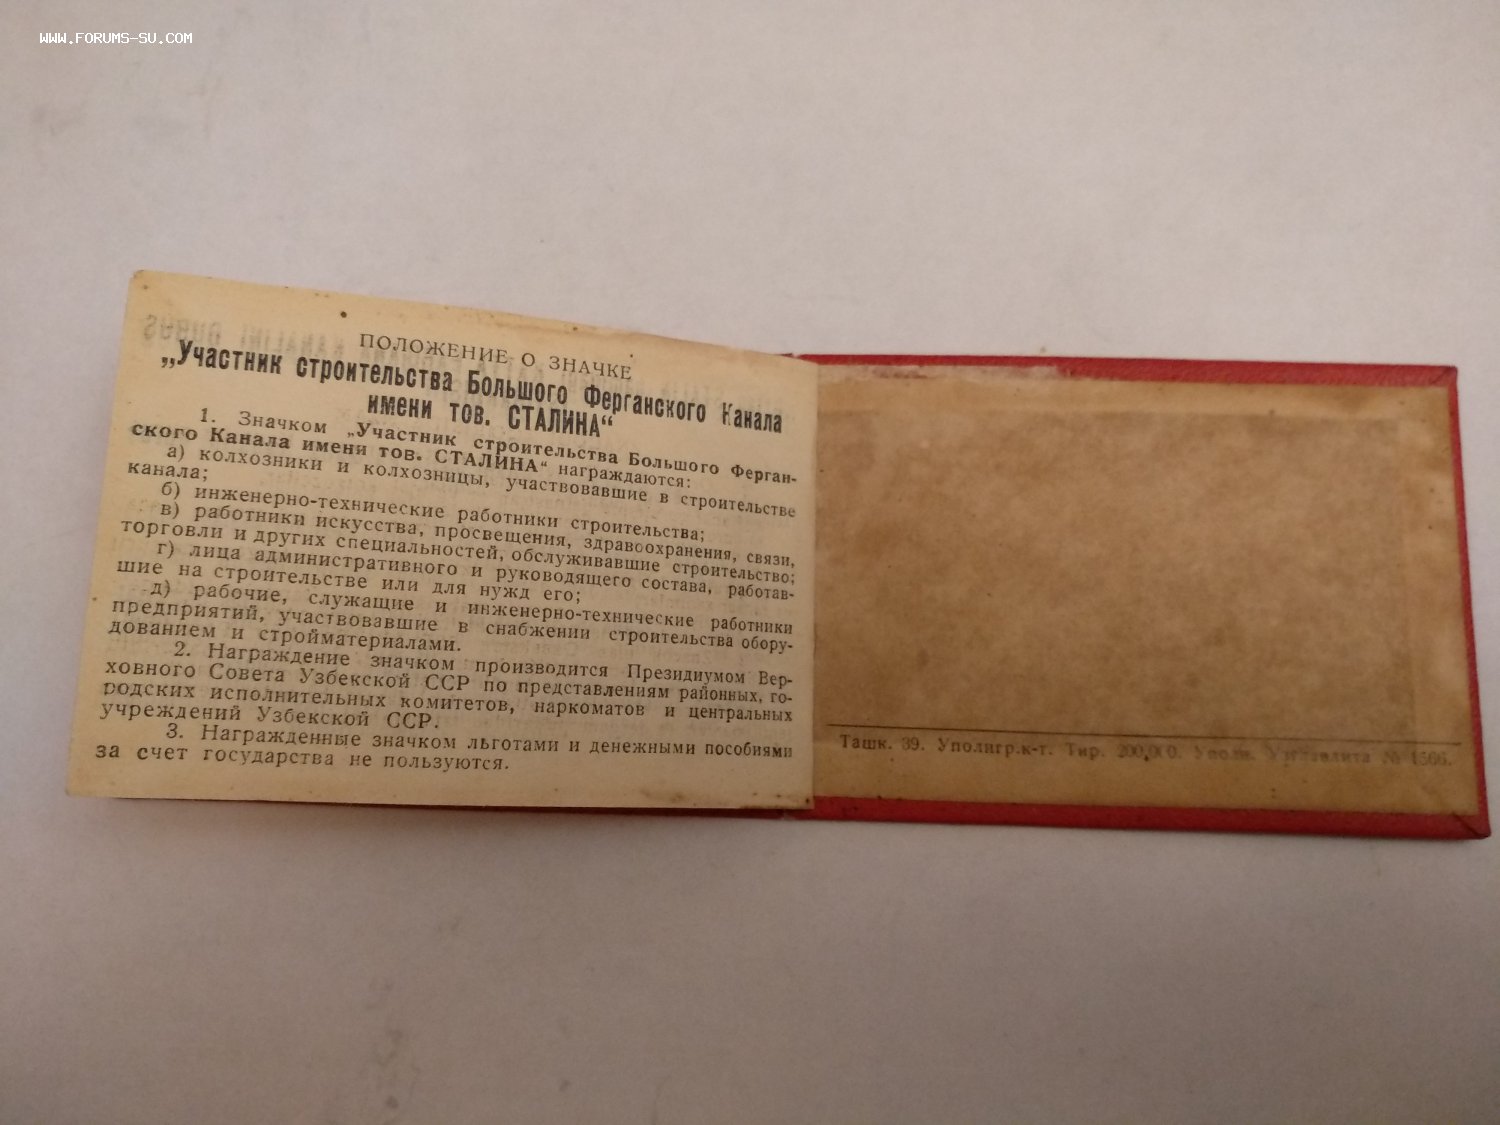 WWW.FORUMS-SU.COM
ПОЛОЖЕНИЕ О ЗНАЧКЕ
„Участник строительства Большого Ферганского Канала
имени тов. СТАЛИНА“
1. Значком „Участник строительства Большого Ферган-
ского Канала имени тов. СТАЛИНА“ награждаются:
а) колхозники и колхозницы, участвовавшие в строительстве
канала;
б) инженерно-технические работники строительства;
в) работники искусства, просвещения, здравоохранения, связи,
торговли и других специальностей, обслуживавшие строительство;
г) лица административного и руководящего состава, работав-
шие на строительстве или для нужд его;
д) рабочие, служащие и инженерно-технические работники
предприятий, участвовавшие в снабжении строительства обору-
дованием и стройматериалами.
2. Награждение значком производится Президиумом Вер-
ховного Совета Узбекской ССР по представлениям районных, го-
родских исполнительных комитетов, наркоматов и центральных
учреждений Узбекской ССР.
3. Награжденные значком льготами и денежными пособиями
за счет государства не пользуются.
Ташк. 39. Уполигр.к-т. Тир. 200,000. Уполн. №